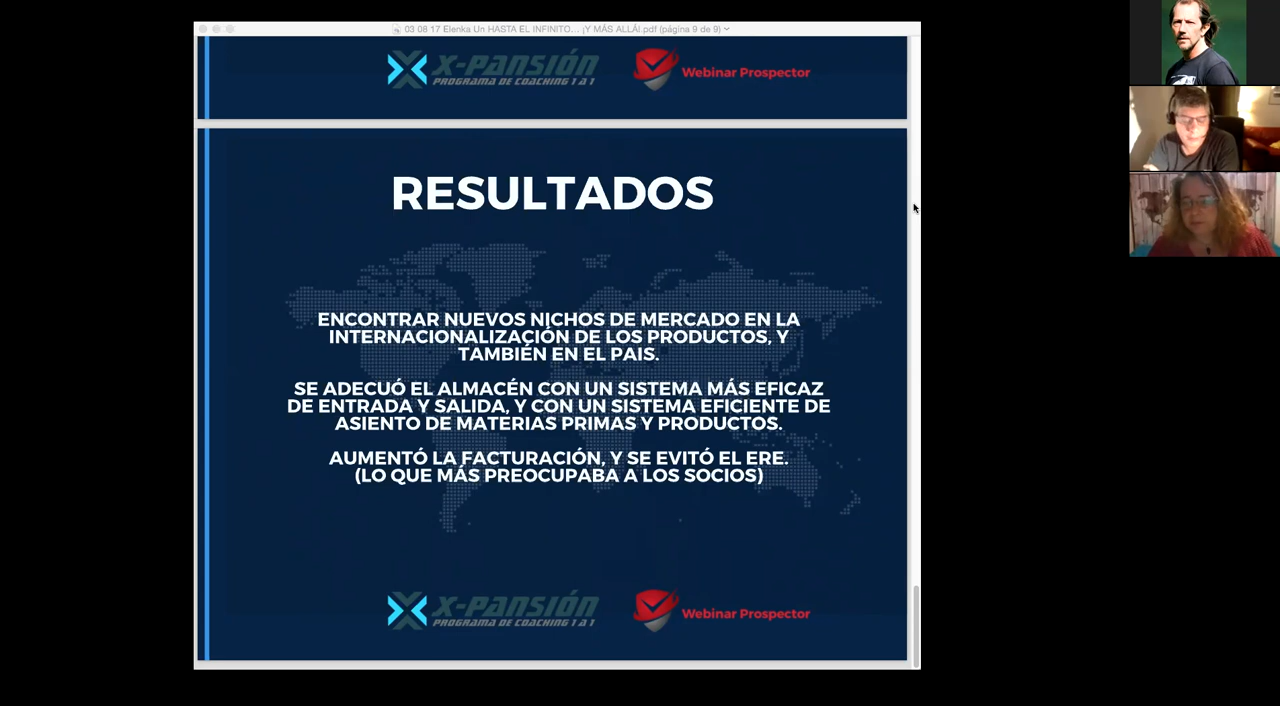 03 08 17 Elenka Un HASTA EL INFINITO... ¡Y MÁS ALLÁ!.pdf (página 9 de 9)
X-PANSIÓN
PROGRAMA DE COACHING 1 A 1
Webinar Prospector
RESULTADOS
ENCONTRAR NUEVOS NICHOS DE MERCADO EN LA
INTERNACIONALIZACIÓN DE LOS PRODUCTOS, Y
TAMBIÉN EN EL PAIS.
SE ADECUÓ EL ALMACÉN CON UN SISTEMA MÁS EFICAZ
DE ENTRADA Y SALIDA, Y CON UN SISTEMA EFICIENTE DE
ASIENTO DE MATERIAS PRIMAS Y PRODUCTOS.
AUMENTÓ LA FACTURACIÓN, Y SE EVITÓ EL ERE.
(LO QUE MÁS PREOCUPABA A LOS SOCIOS)
X-PANSIÓN
PROGRAMA DE COACHING 1 A 1
Webinar Prospector